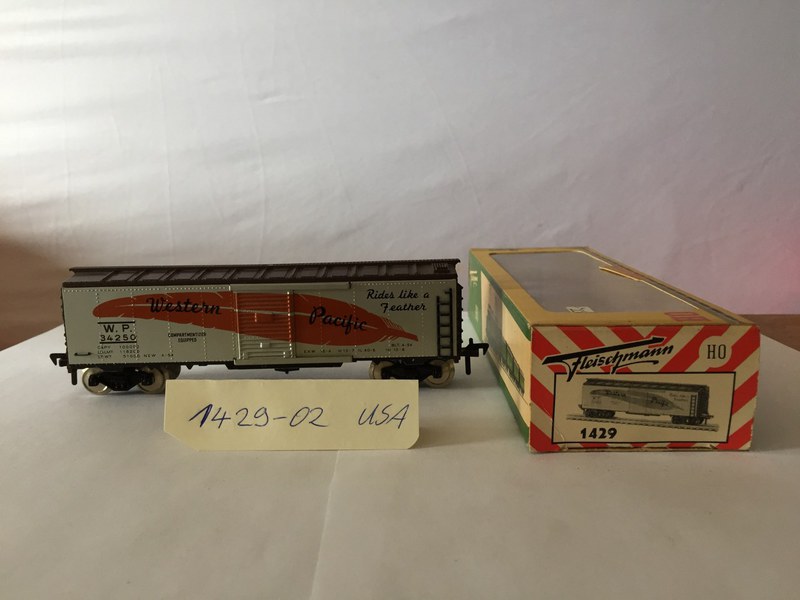 Western
Pacific
Rides like a
Feather
W. P.
34250
COMPARTMENTIZER
EQUIPPED
1429-02 USA
Fleischmann
HO
1429